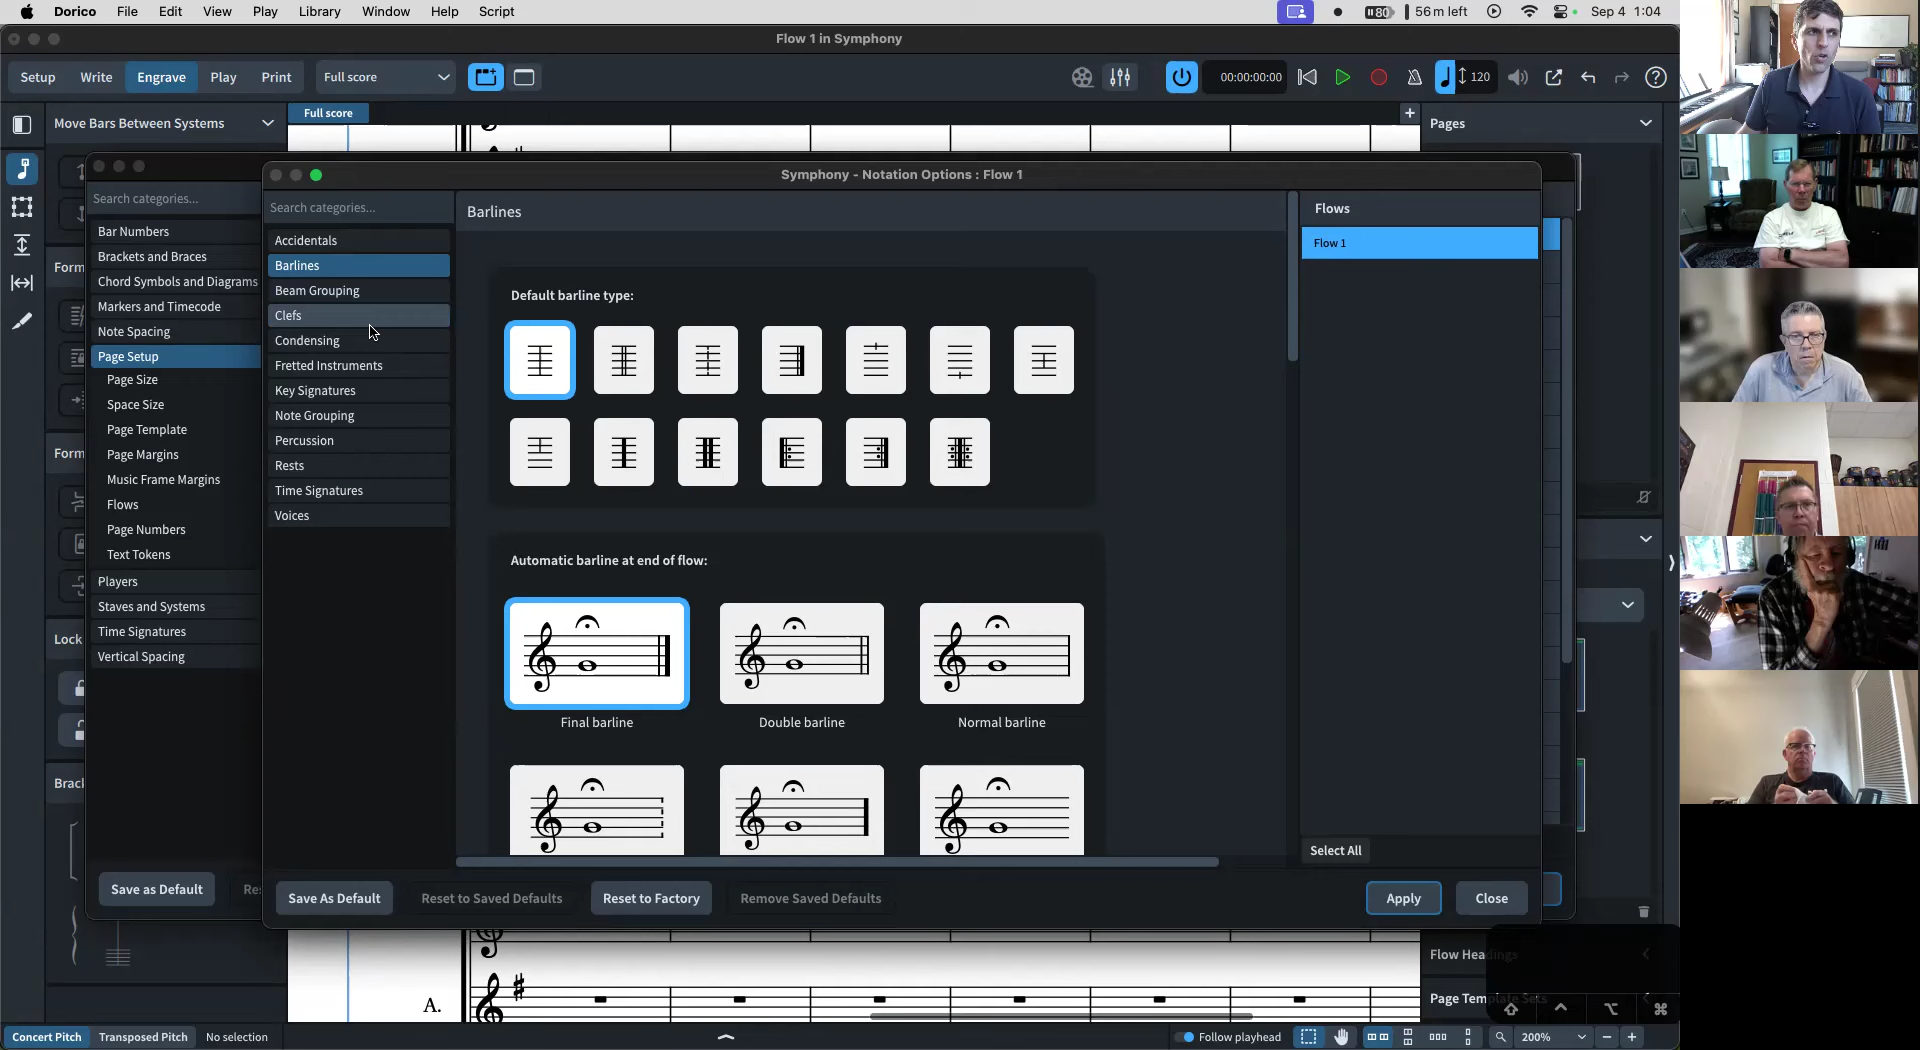 Dorico File Edit View Play Library Window Help Script
80 56 m left Sep 4 1:04
Flow 1 in Symphony
Setup Write Engrave Play Print Full score
00:00:00:00 120
Move Bars Between Systems
Full score
Pages
Symphony - Notation Options : Flow 1
Search categories...
Bar Numbers
Brackets and Braces
Chord Symbols and Diagrams
Markers and Timecode
Note Spacing
Page Setup
Page Size
Space Size
Page Template
Page Margins
Music Frame Margins
Flows
Page Numbers
Text Tokens
Players
Staves and Systems
Time Signatures
Vertical Spacing
Save as Default
Form
Form
Lock
Search categories...
Accidentals
Barlines
Beam Grouping
Clefs
Condensing
Fretted Instruments
Key Signatures
Note Grouping
Percussion
Rests
Time Signatures
Voices
Barlines
Default barline type:
Automatic barline at end of flow:
Final barline
Double barline
Normal barline
Flows
Flow 1
Select All
Save As Default
Reset to Saved Defaults
Reset to Factory
Remove Saved Defaults
Apply
Close
A.
Flow Headings
Concert Pitch Transposed Pitch No selection
Follow playhead
200%